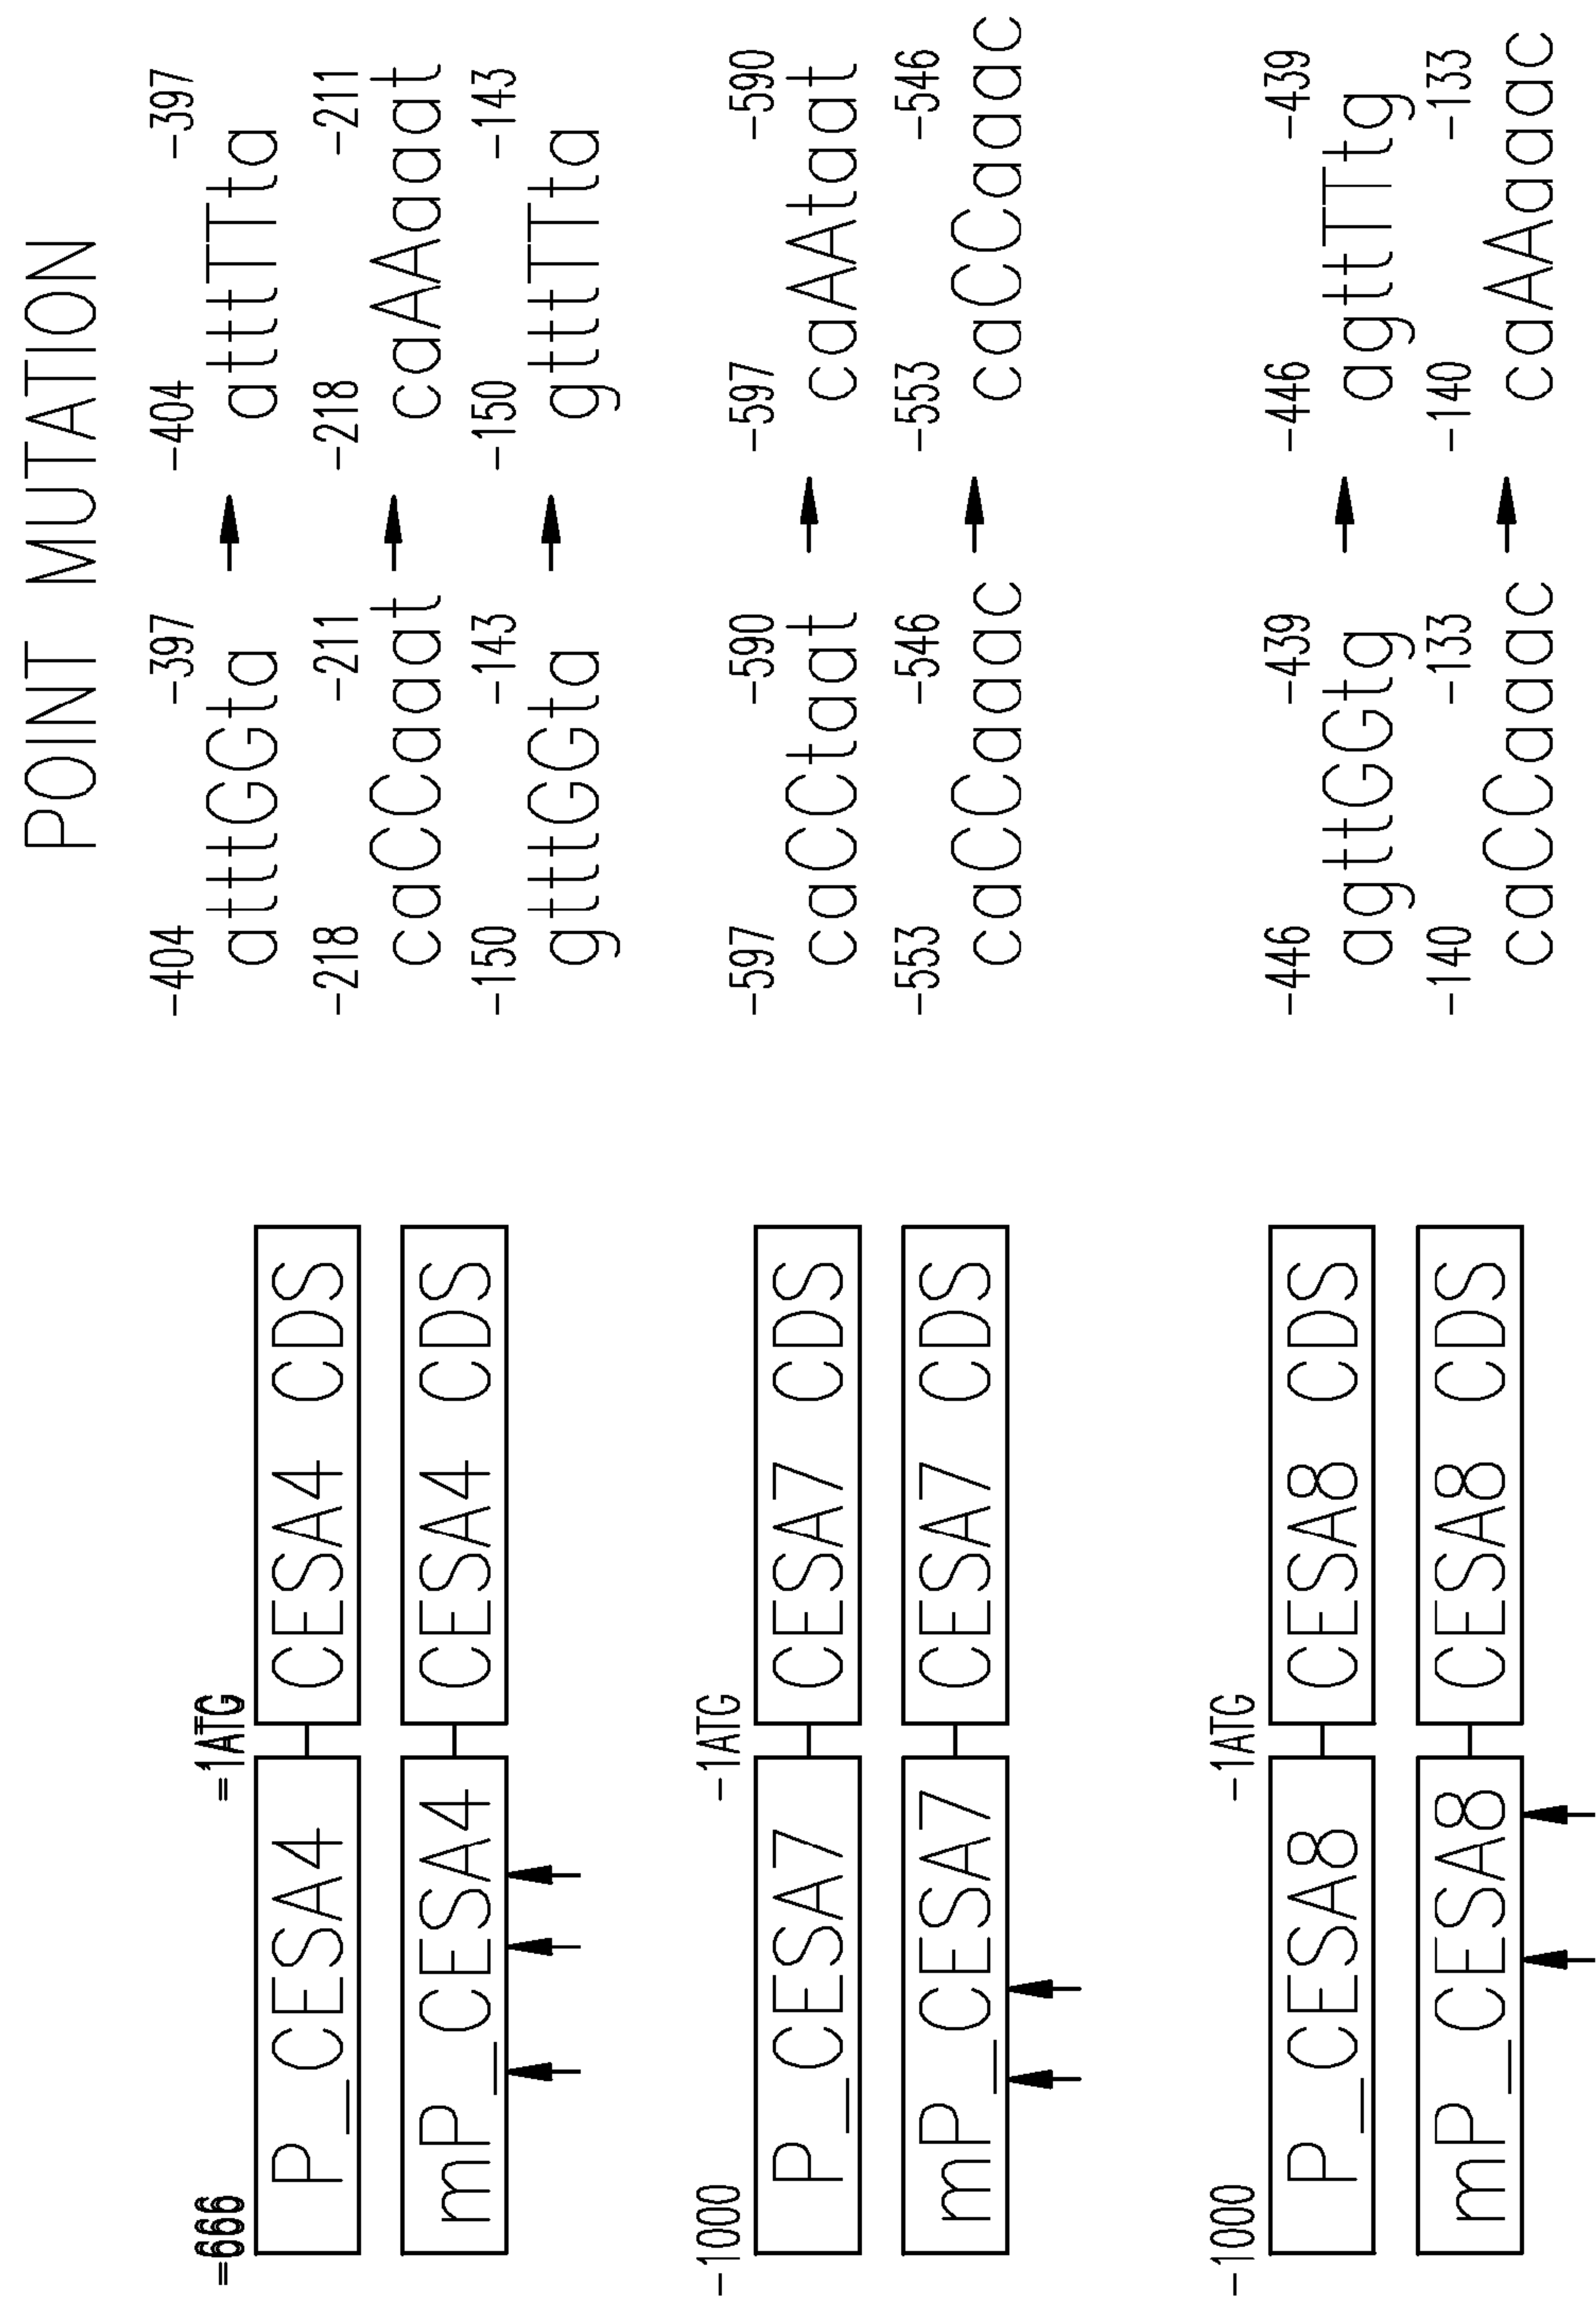 POINT MUTATION
-666 -1ATG
P_CESA4 CESA4 CDS
mP_CESA4 CESA4 CDS
-404 -397 -404 -397
atttGGta atttTTta
-218 -211 -218 -211
caCCaaat caAAaaat
-150 -143 -150 -143
gtttGGta gtttTTta
-1000 -1ATG
P_CESA7 CESA7 CDS
mP_CESA7 CESA7 CDS
-597 -590 -597 -590
caCCtaat caAAtaat
-553 -546 -553 -546
caCCaaac caCCaaac
-1000 -1ATG
P_CESA8 CESA8 CDS
mP_CESA8 CESA8 CDS
-446 -439 -446 -439
agttGGtg agttTTtg
-140 -133 -140 -133
caCCaaac caAAaaac